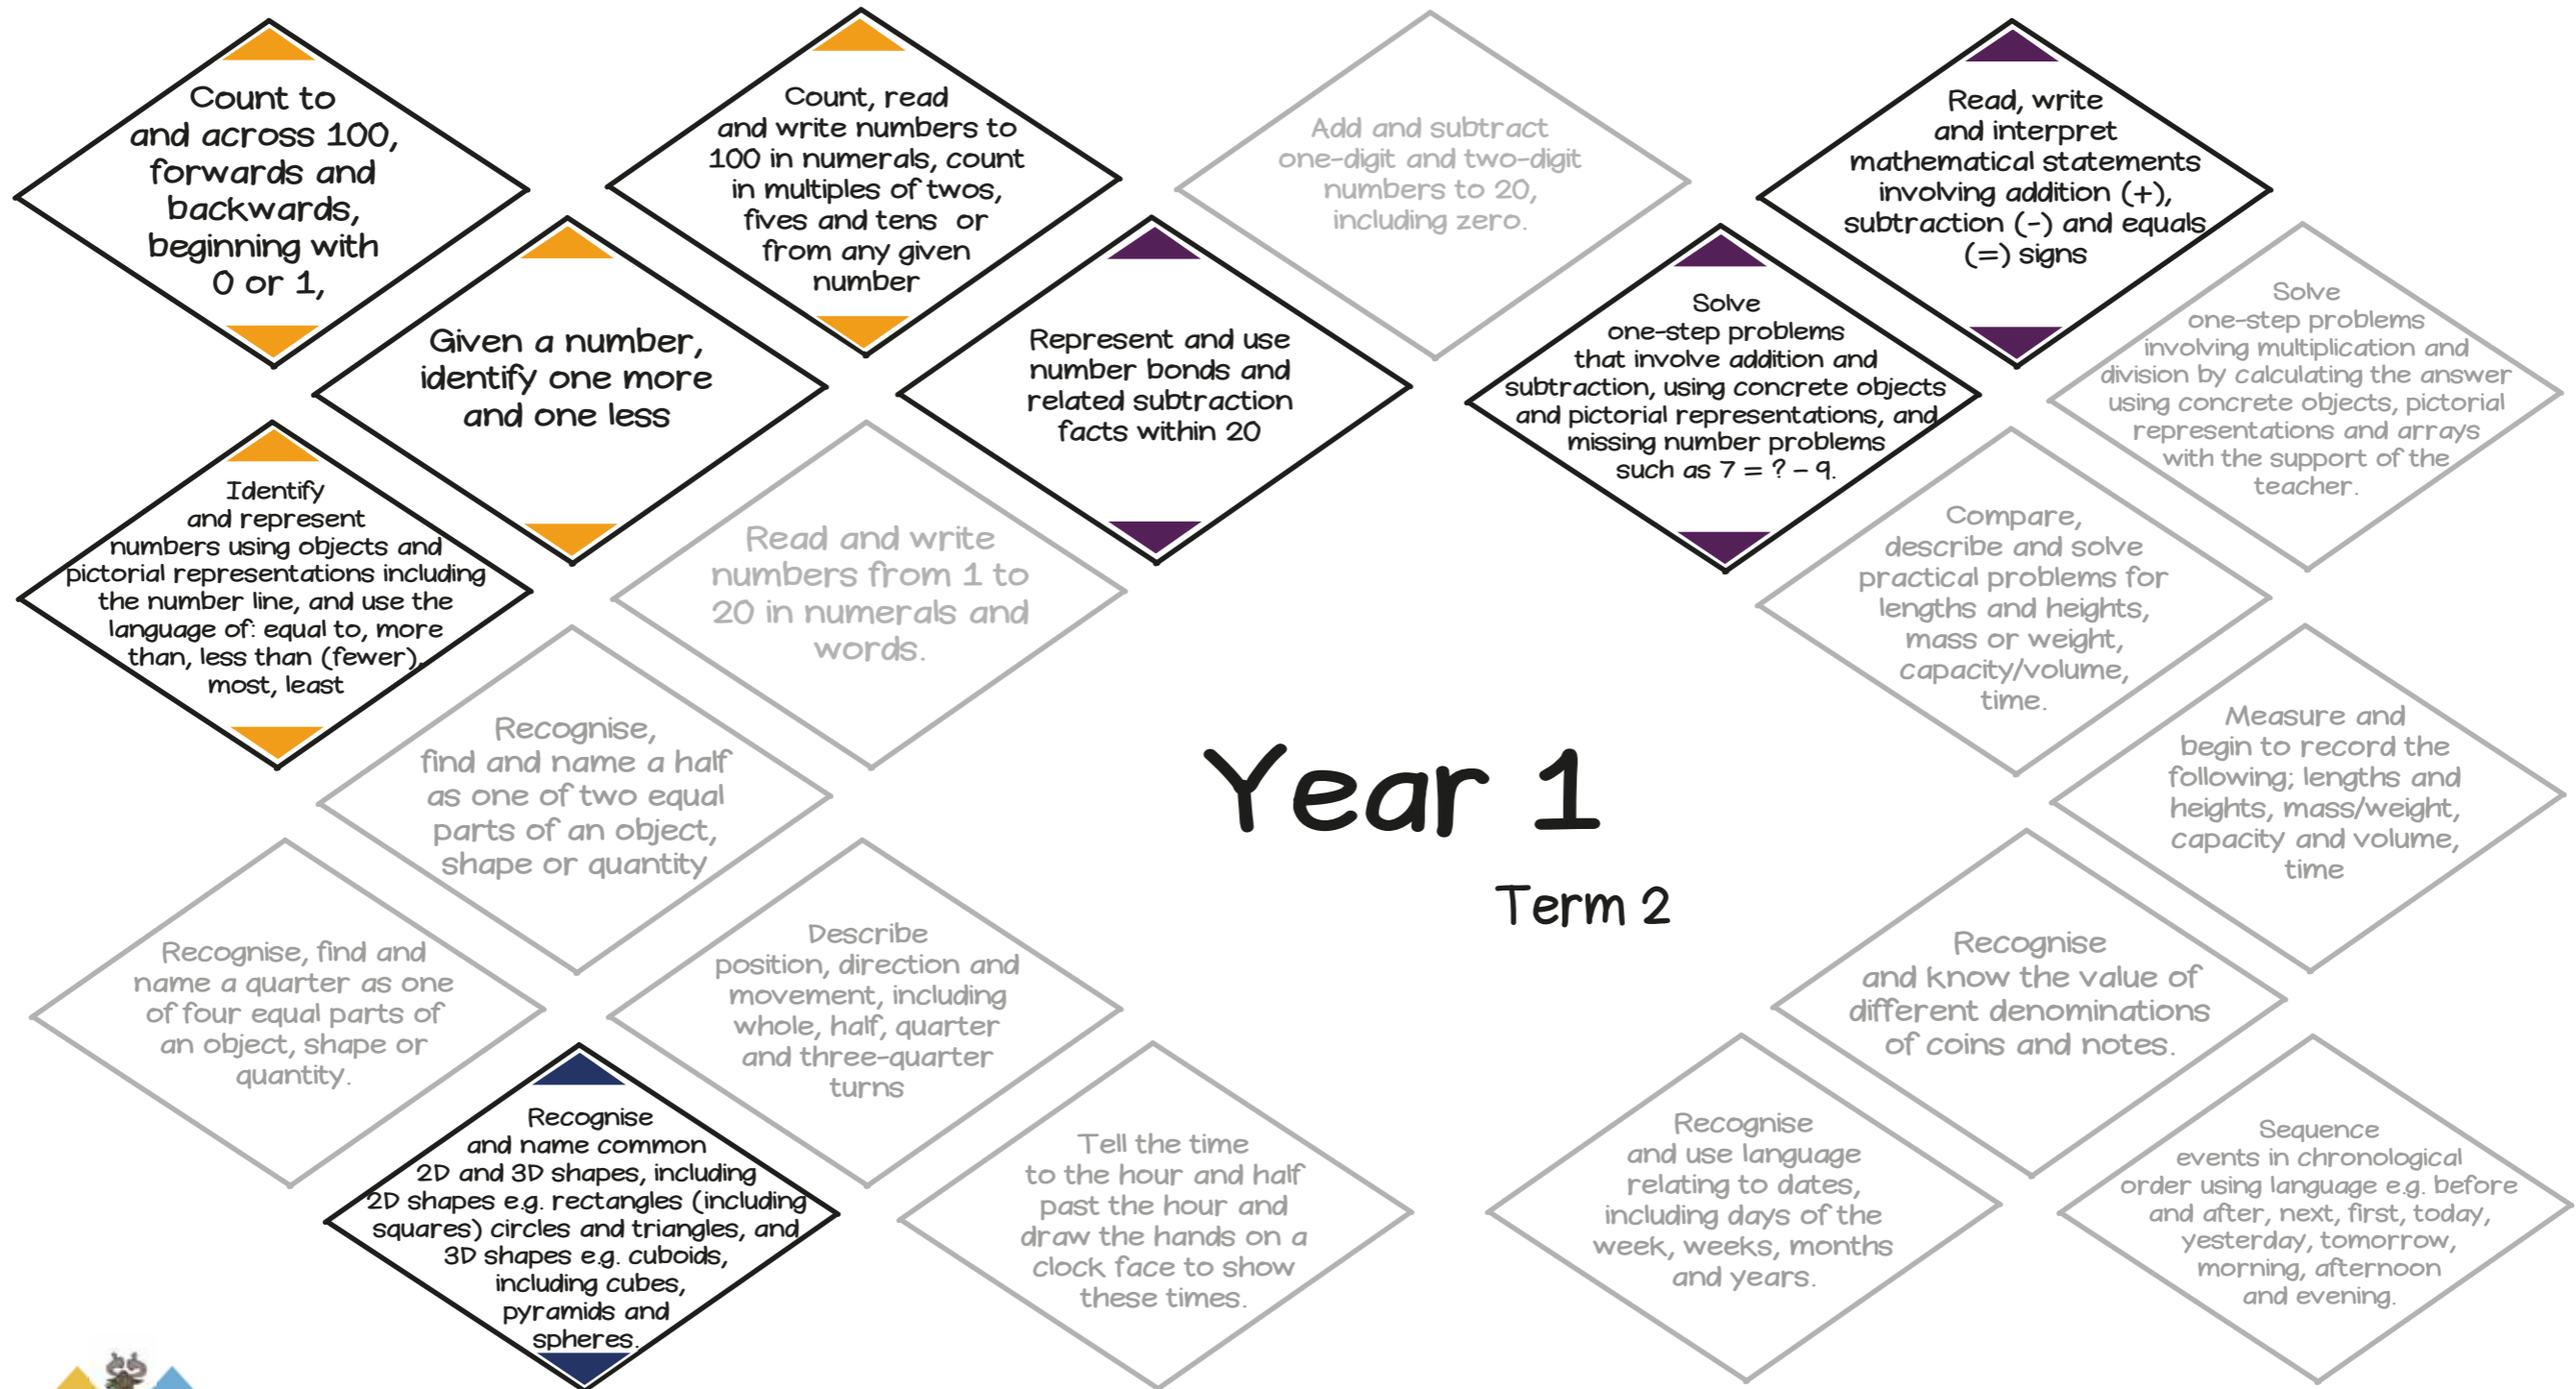 Count to
and across 100,
forwards and
backwards,
beginning with
0 or 1,
Count, read
and write numbers to
100 in numerals, count
in multiples of twos,
fives and tens or
from any given
number
Add and subtract
one-digit and two-digit
numbers to 20,
including zero.
Read, write
and interpret
mathematical statements
involving addition (+),
subtraction (-) and equals
(=) signs
Given a number,
identify one more
and one less
Represent and use
number bonds and
related subtraction
facts within 20
Solve
one-step problems
that involve addition and
subtraction, using concrete objects
and pictorial representations, and
missing number problems
such as 7 = ? – 9.
Solve
one-step problems
involving multiplication and
division by calculating the answer
using concrete objects, pictorial
representations and arrays
with the support of the
teacher.
Identify
and represent
numbers using objects and
pictorial representations including
the number line, and use the
language of: equal to, more
than, less than (fewer),
most, least
Read and write
numbers from 1 to
20 in numerals and
words.
Compare,
describe and solve
practical problems for
lengths and heights,
mass or weight,
capacity/volume,
time.
Recognise,
find and name a half
as one of two equal
parts of an object,
shape or quantity
Year 1
Term 2
Measure and
begin to record the
following; lengths and
heights, mass/weight,
capacity and volume,
time
Recognise, find and
name a quarter as one
of four equal parts of
an object, shape or
quantity.
Describe
position, direction and
movement, including
whole, half, quarter
and three-quarter
turns
Recognise
and know the value of
different denominations
of coins and notes.
Recognise
and name common
2D and 3D shapes, including
2D shapes e.g. rectangles (including
squares) circles and triangles, and
3D shapes e.g. cuboids,
including cubes,
pyramids and
spheres.
Tell the time
to the hour and half
past the hour and
draw the hands on a
clock face to show
these times.
Recognise
and use language
relating to dates,
including days of the
week, weeks, months
and years.
Sequence
events in chronological
order using language e.g. before
and after, next, first, today,
yesterday, tomorrow,
morning, afternoon
and evening.